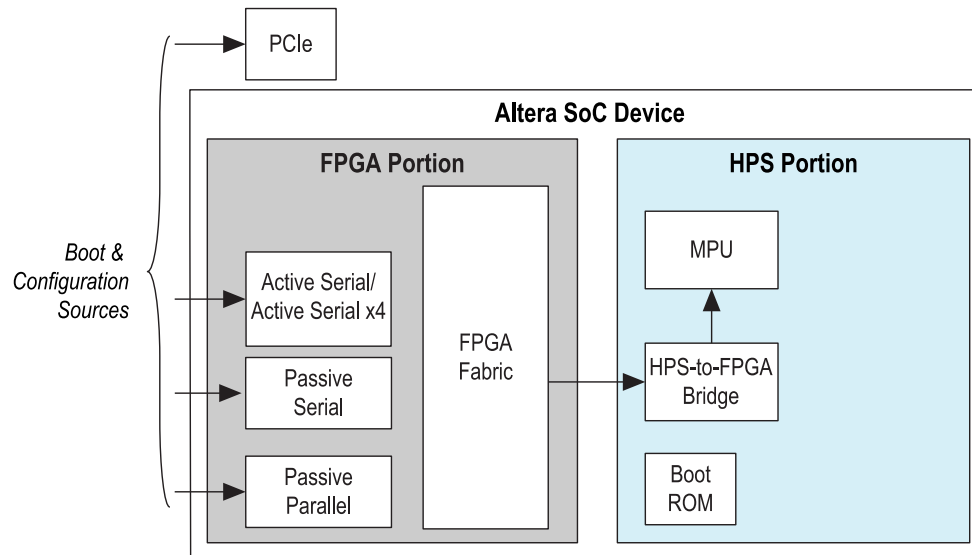 PCIe
Altera SoC Device
FPGA Portion
HPS Portion
Boot &
Configuration
Sources
Active Serial/
Active Serial x4
Passive
Serial
Passive
Parallel
FPGA
Fabric
MPU
HPS-to-FPGA
Bridge
Boot
ROM